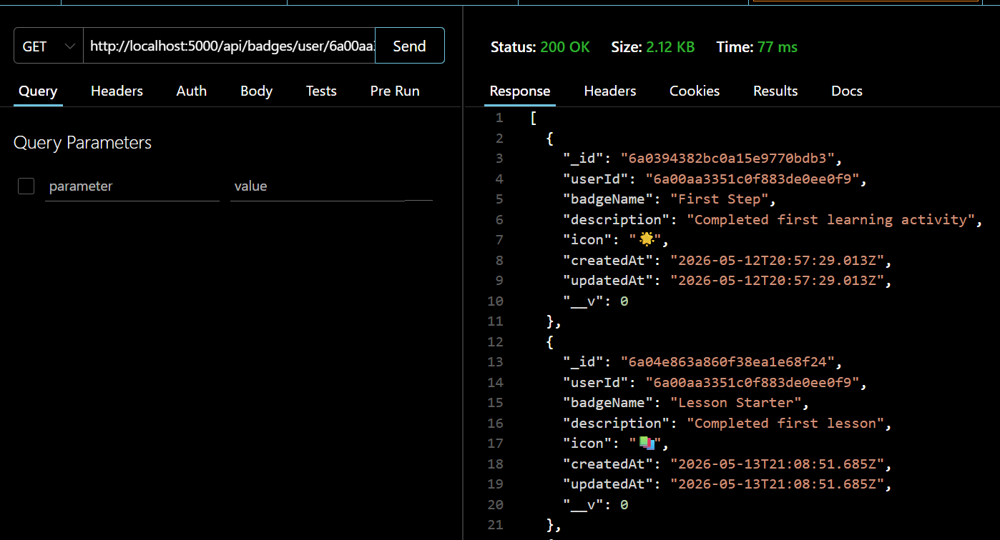 GET
http://localhost:5000/api/badges/user/6a00aa3
Send
Query
Headers
Auth
Body
Tests
Pre Run
Query Parameters
parameter
value
Status: 200 OK
Size: 2.12 KB
Time: 77 ms
Response
Headers
Cookies
Results
Docs
1 [
2 {
3 "_id": "6a0394382bc0a15e9770bdb3",
4 "userId": "6a00aa3351c0f883de0ee0f9",
5 "badgeName": "First Step",
6 "description": "Completed first learning activity",
7 "icon": "🌟",
8 "createdAt": "2026-05-12T20:57:29.013Z",
9 "updatedAt": "2026-05-12T20:57:29.013Z",
10 "__v": 0
11 },
12 {
13 "_id": "6a04e863a860f38ea1e68f24",
14 "userId": "6a00aa3351c0f883de0ee0f9",
15 "badgeName": "Lesson Starter",
16 "description": "Completed first lesson",
17 "icon": "📚",
18 "createdAt": "2026-05-13T21:08:51.685Z",
19 "updatedAt": "2026-05-13T21:08:51.685Z",
20 "__v": 0
21 },